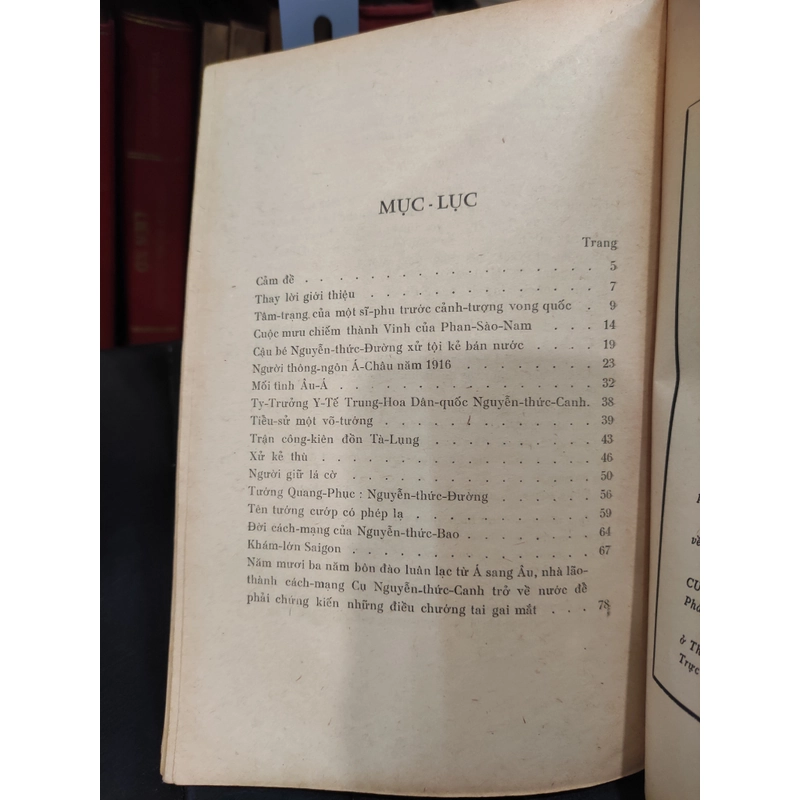 MỤC - LỤC
Trang
Cảm đề . . . . . . . . . . . . . . . . 5
Thay lời giới thiệu . . . . . . . . . . . . . 7
Tâm-trạng của một sĩ-phu trước cảnh-tượng vong quốc . 9
Cuộc mưu chiếm thành Vinh của Phan-Sào-Nam . . . 14
Cậu bé Nguyễn-thức-Đường xử tội kẻ bán nước . . . . 19
Người thông-ngôn Á-Châu năm 1916 . . . . . . . . 23
Mối tình Âu-Á . . . . . . . . . . . . . . 32
Ty-Trưởng Y-Tế Trung-Hoa Dân-quốc Nguyễn-thức-Canh. 38
Tiểu-sử một võ-tướng . . . . . . . . . . . 39
Trận công-kiên đồn Tà-Lung . . . . . . . . . . 43
Xử kẻ thù . . . . . . . . . . . . . . . 46
Người giữ lá cờ . . . . . . . . . . . . . 50
Tướng Quang-Phục : Nguyễn-thức-Đường . . . . . . 56
Tên tướng cướp có phép lạ . . . . . . . . . . 59
Đời cách-mạng của Nguyễn-thức-Bao . . . . . . . 64
Khám-lớn Saigon . . . . . . . . . . . . . 67
Năm mươi ba năm bôn đào luân lạc từ Á sang Âu, nhà lão-
thành cách-mạng Cụ Nguyễn-thức-Canh trở về nước để
phải chứng kiến những điều chướng tai gai mắt . . . 78
về
CU
Phá
ở Th
Trực